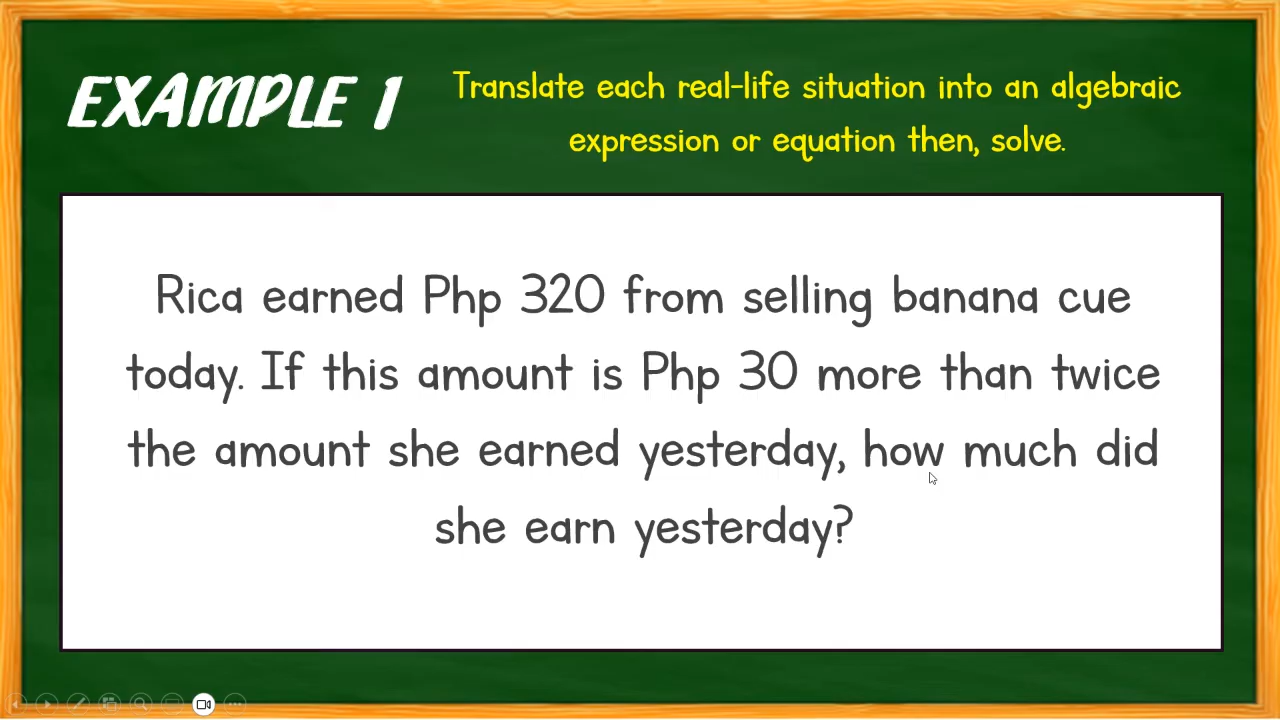 EXAMPLE 1
Translate each real-life situation into an algebraic
expression or equation then, solve.
Rica earned Php 320 from selling banana cue
today. If this amount is Php 30 more than twice
the amount she earned yesterday, how much did
she earn yesterday?